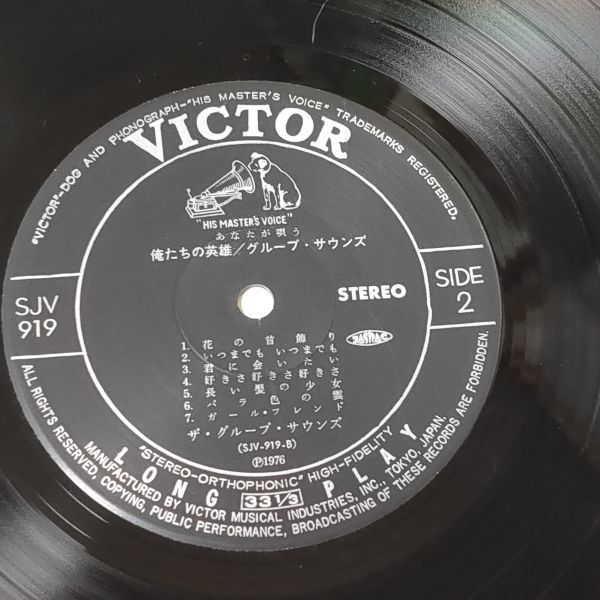 "VICTOR"-DOG AND PHONOGRAPH-"HIS MASTER'S VOICE" TRADEMARKS REGISTERED.
VICTOR
"HIS MASTER'S VOICE"
あなたが唄う
俺たちの英雄/グループ・サウンズ
SJV
919
STEREO
SIDE
2
1. 花の首飾り
2. いつまでもいつまでも
3. 君に会いたい
4. 好きさ好きさ好きさ
5. 長い髪の少女
6. バラ色の雲
7. ガール・フレンド
ザ・グループ・サウンズ
(SJV-919-B)
Ⓟ1976
"STEREO-ORTHOPHONIC" HIGH-FIDELITY
LONG 33 1/3 PLAY
MANUFACTURED BY VICTOR MUSICAL INDUSTRIES, INC., TOKYO, JAPAN.
ALL RIGHTS RESERVED, COPYING, PUBLIC PERFORMANCE, BROADCASTING OF THESE RECORDS ARE FORBIDDEN.